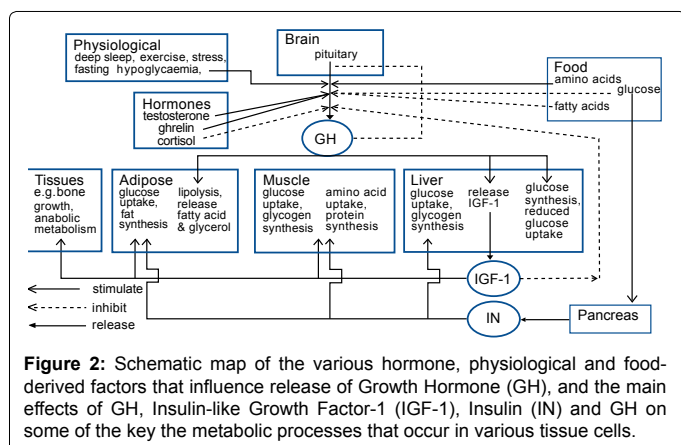 Physiological
deep sleep, exercise, stress,
fasting hypoglycaemia,
Brain
pituitary
Food
amino acids
glucose
fatty acids
Hormones
testosterone
ghrelin
cortisol
GH
Tissues
e.g.bone
growth,
anabolic
metabolism
Adipose
glucose
uptake,
fat
synthesis
lipolysis,
release
fatty acid
& glycerol
Muscle
glucose
uptake,
glycogen
synthesis
amino acid
uptake,
protein
synthesis
Liver
glucose
uptake,
glycogen
synthesis
release
IGF-1
glucose
synthesis,
reduced
glucose
uptake
IGF-1
IN
Pancreas
stimulate
inhibit
release
Figure 2: Schematic map of the various hormone, physiological and food-
derived factors that influence release of Growth Hormone (GH), and the main
effects of GH, Insulin-like Growth Factor-1 (IGF-1), Insulin (IN) and GH on
some of the key the metabolic processes that occur in various tissue cells.